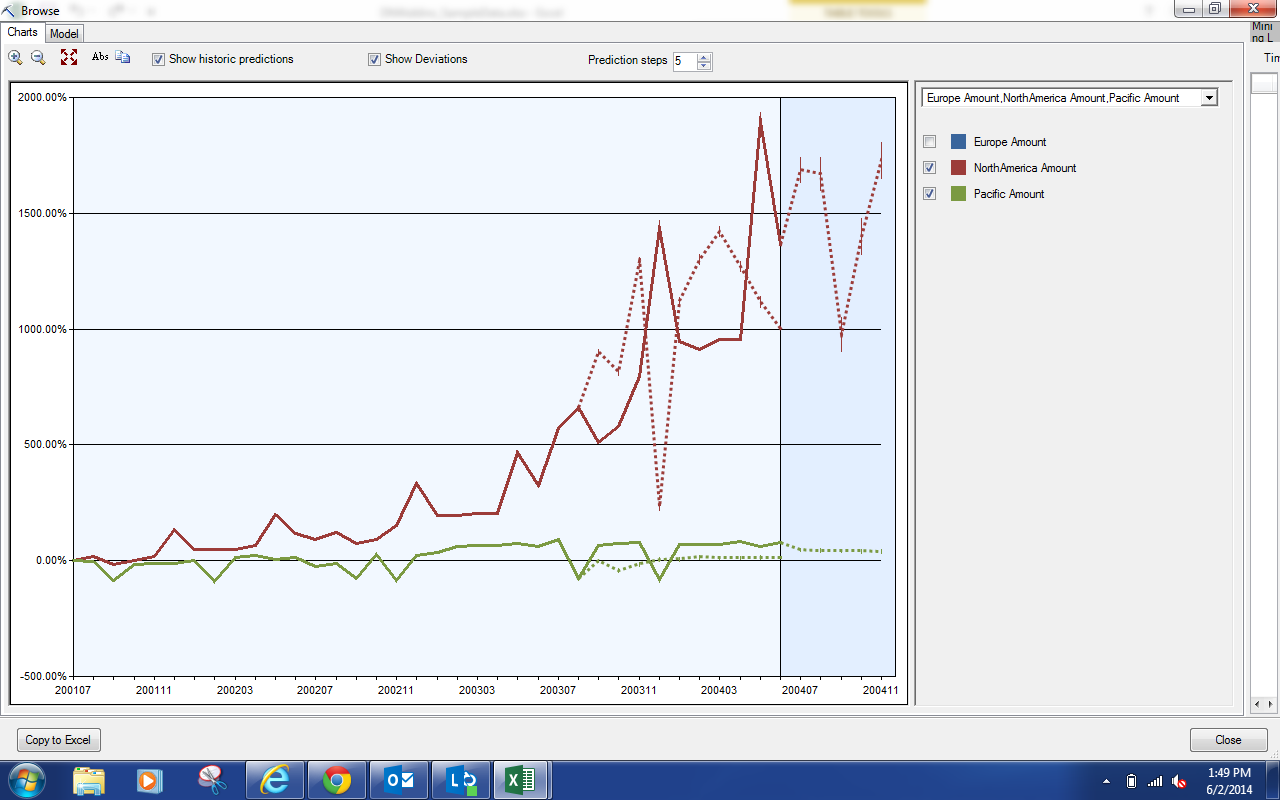 Browse
Charts Model
Mini
ng L
Abs Show historic predictions Show Deviations Prediction steps 5
Tim
2000.00%
1500.00%
1000.00%
500.00%
0.00%
-500.00%
200107 200111 200203 200207 200211 200303 200307 200311 200403 200407 200411
Europe Amount,NorthAmerica Amount,Pacific Amount
Europe Amount
NorthAmerica Amount
Pacific Amount
Copy to Excel Close
1:49 PM
6/2/2014